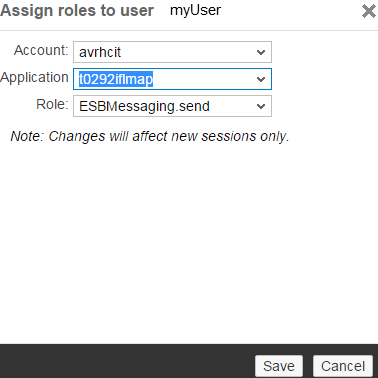 Assign roles to user myUser
Account: avrhcit
Application t0292iflmap
Role: ESBMessaging.send
Note: Changes will affect new sessions only.
Save Cancel